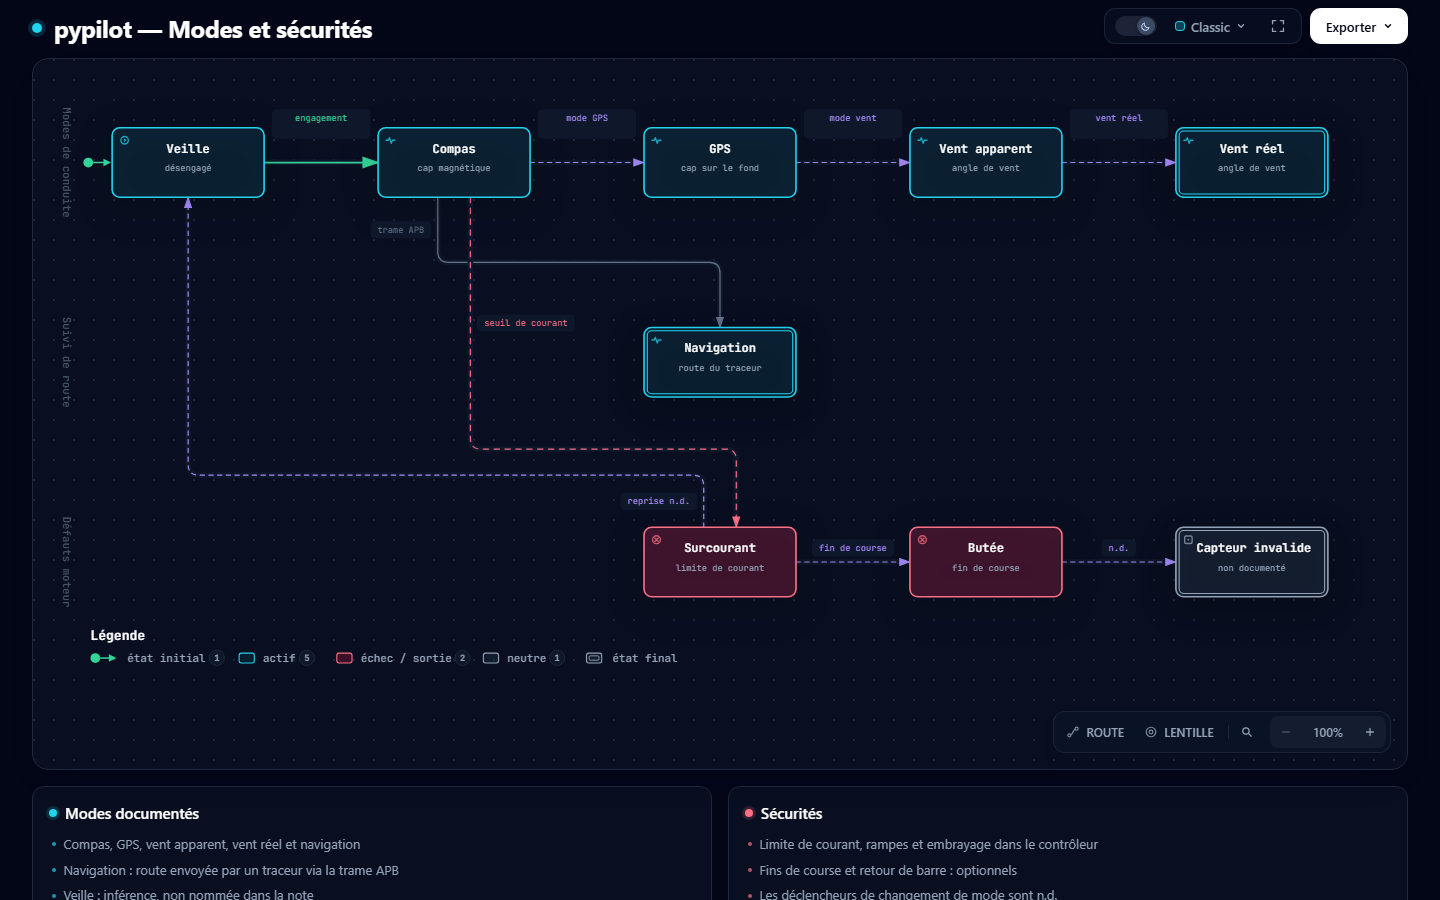 pypilot — Modes et sécurités
Classic
Exporter
Modes de conduite
engagement
mode GPS
mode vent
vent réel
Veille
désengagé
Compas
cap magnétique
GPS
cap sur le fond
Vent apparent
angle de vent
Vent réel
angle de vent
trame APB
Suivi de route
seuil de courant
Navigation
route du traceur
reprise n.d.
Défauts moteur
Surcourant
limite de courant
fin de course
Butée
fin de course
n.d.
Capteur invalide
non documenté
Légende
état initial 1
actif 5
échec / sortie 2
neutre 1
état final
ROUTE
LENTILLE
− 100% +
Modes documentés
• Compas, GPS, vent apparent, vent réel et navigation
• Navigation : route envoyée par un traceur via la trame APB
• Veille : inférence, non nommée dans la note
Sécurités
• Limite de courant, rampes et embrayage dans le contrôleur
• Fins de course et retour de barre : optionnels
• Les déclencheurs de changement de mode sont n.d.